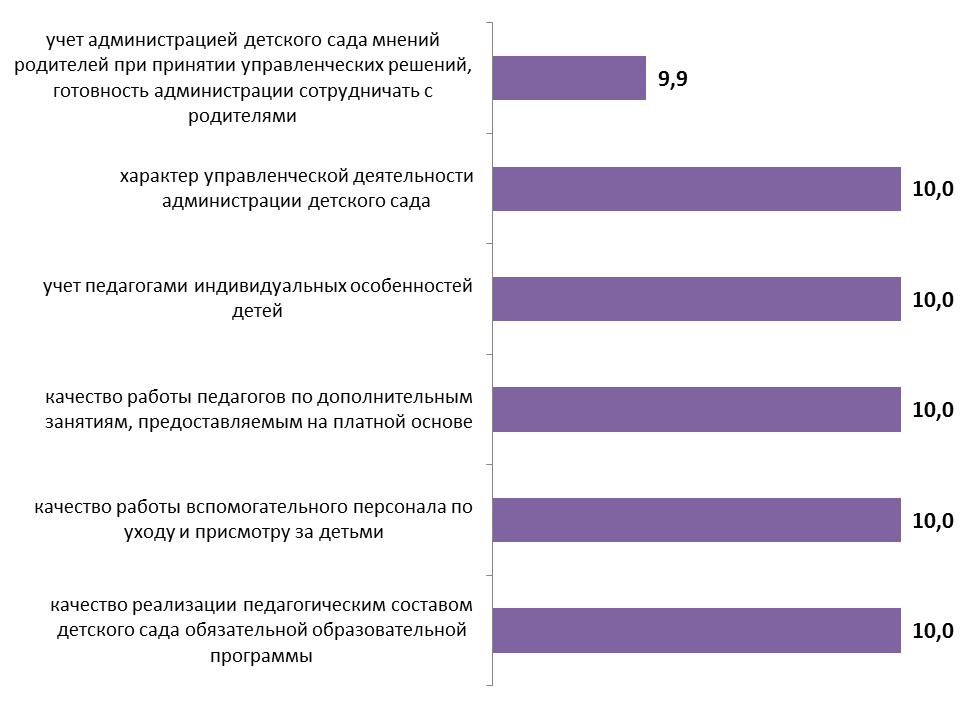 учет администрацией детского сада мнений
родителей при принятии управленческих решений,
готовность администрации сотрудничать с
родителями
9,9
характер управленческой деятельности
администрации детского сада
10,0
учет педагогами индивидуальных особенностей
детей
10,0
качество работы педагогов по дополнительным
занятиям, предоставляемым на платной основе
10,0
качество работы вспомогательного персонала по
уходу и присмотру за детьми
10,0
качество реализации педагогическим составом
детского сада обязательной образовательной
программы
10,0